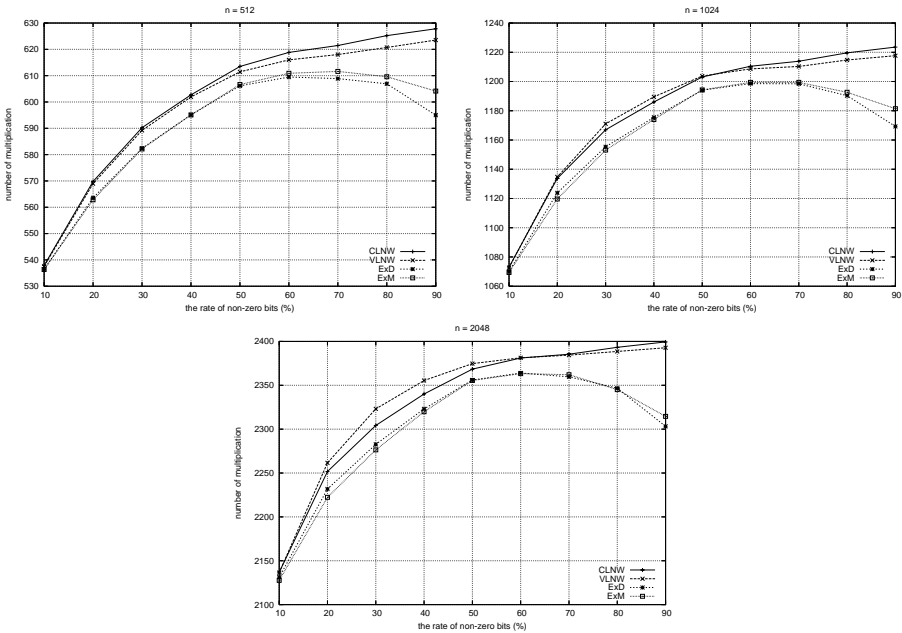 n = 512
number of multiplication
630
620
610
600
590
580
570
560
550
540
530
10 20 30 40 50 60 70 80 90
the rate of non-zero bits (%)
CLNW
VLNW
ExD
ExM
n = 1024
number of multiplication
1240
1220
1200
1180
1160
1140
1120
1100
1080
1060
10 20 30 40 50 60 70 80 90
the rate of non-zero bits (%)
CLNW
VLNW
ExD
ExM
n = 2048
number of multiplication
2400
2350
2300
2250
2200
2150
2100
10 20 30 40 50 60 70 80 90
the rate of non-zero bits (%)
CLNW
VLNW
ExD
ExM